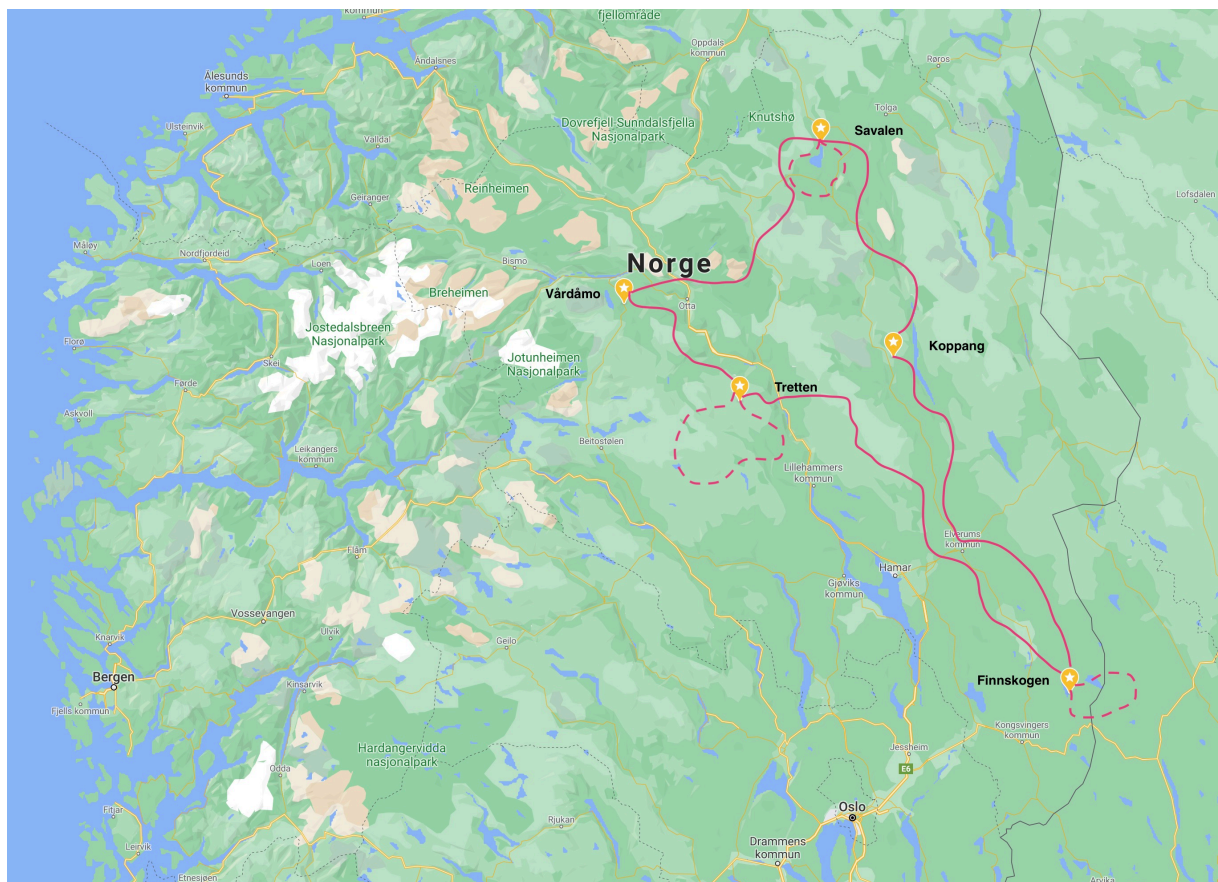 kommun
fjellområde
Oppdals
kommun
Åndalsnes
Røros
Ålesunds
kommun
Tolga
Knutshø
Savalen
Dovrefjell-Sunndalsfjella
Nasjonalpark
Ulsteinvik
Valldal
Reinheimen
Geiranger
Lofsdalen
Måløy
Nordfjordeid
Loen
Bismo
Norge
Vårdåmo
Breheimen
Otta
Jostedalsbreen
Nasjonalpark
Florø
Koppang
Jotunheimen
Nasjonalpark
Skei
Førde
Tretten
Askvoll
Beitostølen
Leikangers
kommun
Lillehammers
kommun
Elverums
kommun
Flåm
Hamar
Gjøviks
kommun
Vossevangen
Ulvik
Knarvik
Geilo
Bergen
Kinsarvik
Finnskogen
Fjells kommun
Kongsvingers
kommun
Hardangervidda
nasjonalpark
Jessheim
Odda
E6
Oslo
Fitjar
Rjukan
Leirvik
Drammens
kommun
Etnesjøen
Arvika